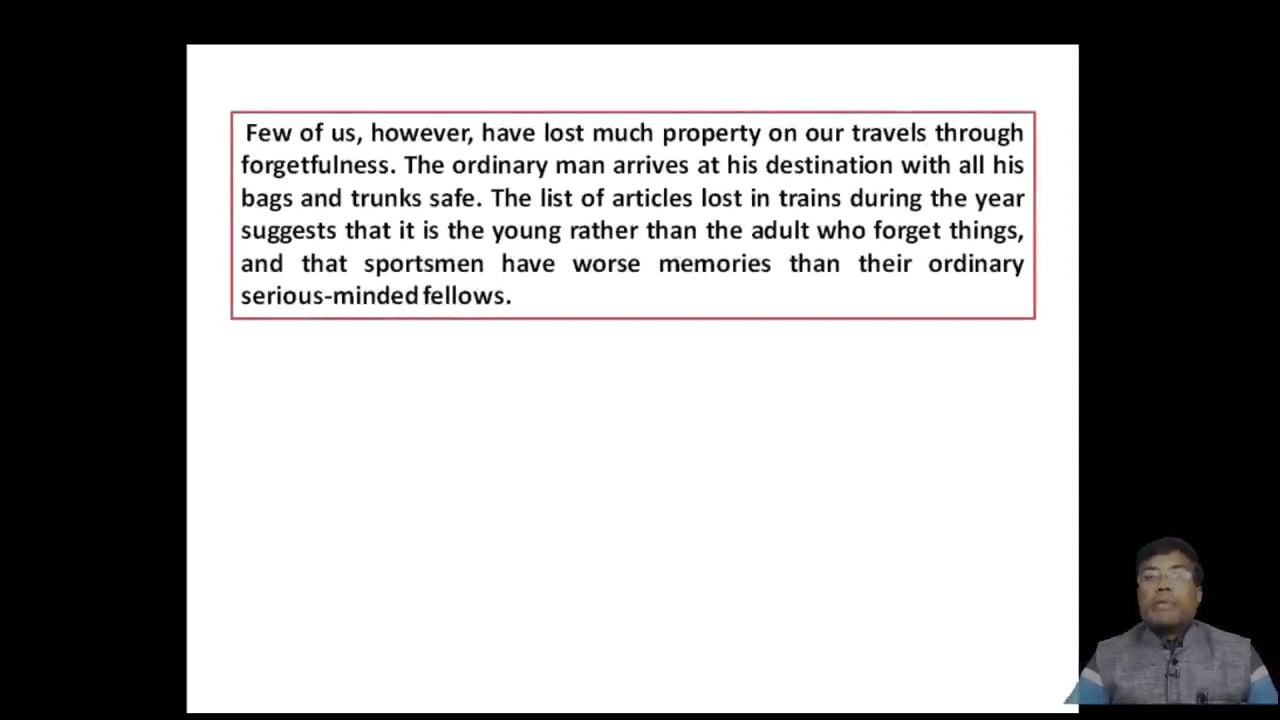 Few of us, however, have lost much property on our travels through
forgetfulness. The ordinary man arrives at his destination with all his
bags and trunks safe. The list of articles lost in trains during the year
suggests that it is the young rather than the adult who forget things,
and that sportsmen have worse memories than their ordinary
serious-minded fellows.